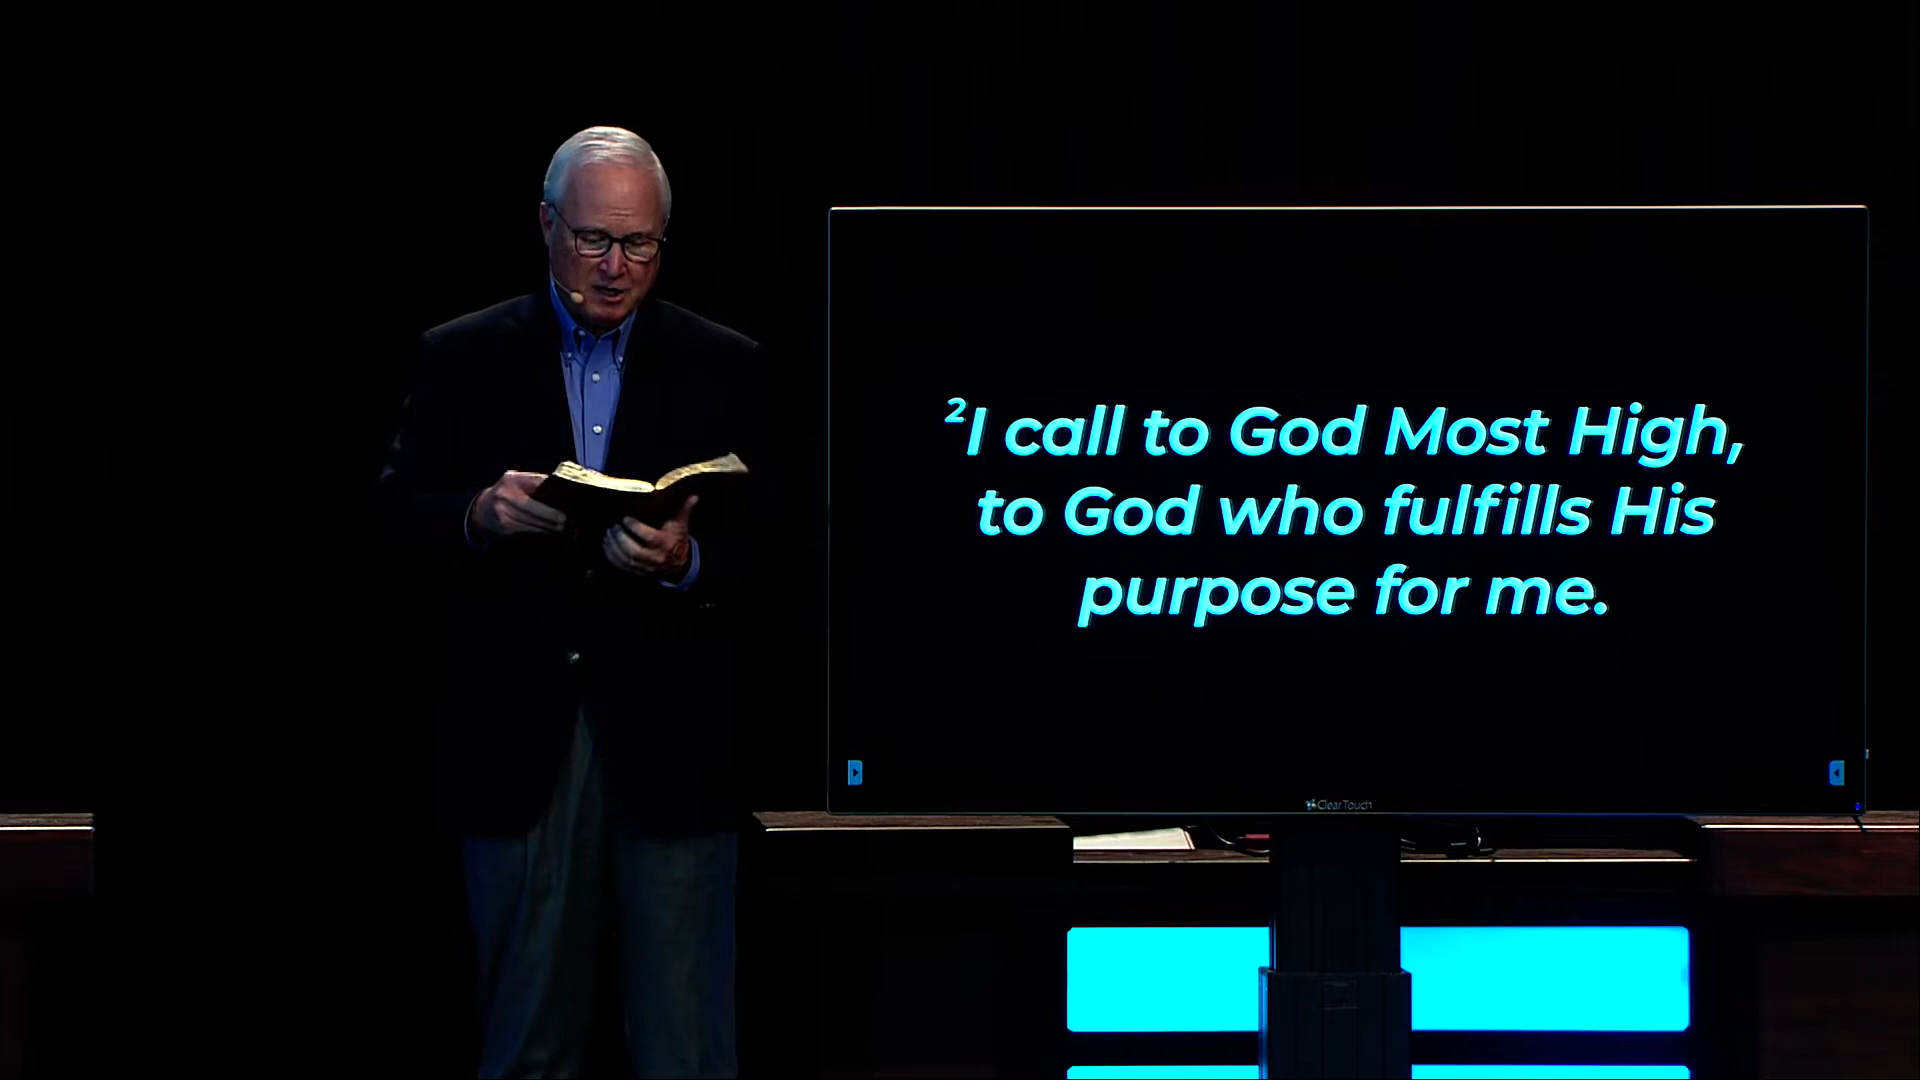 ²I call to God Most High,
to God who fulfills His
purpose for me.
ClearTouch